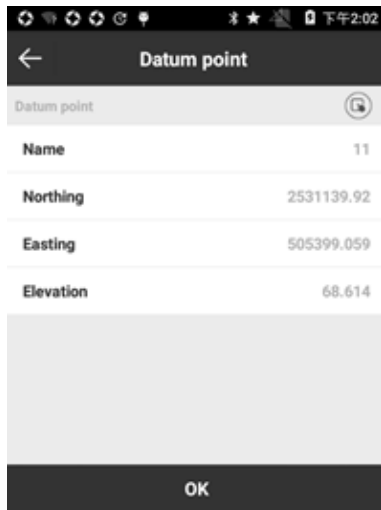 下午2:02
Datum point
Datum point
Name 11
Northing 2531139.92
Easting 505399.059
Elevation 68.614
OK